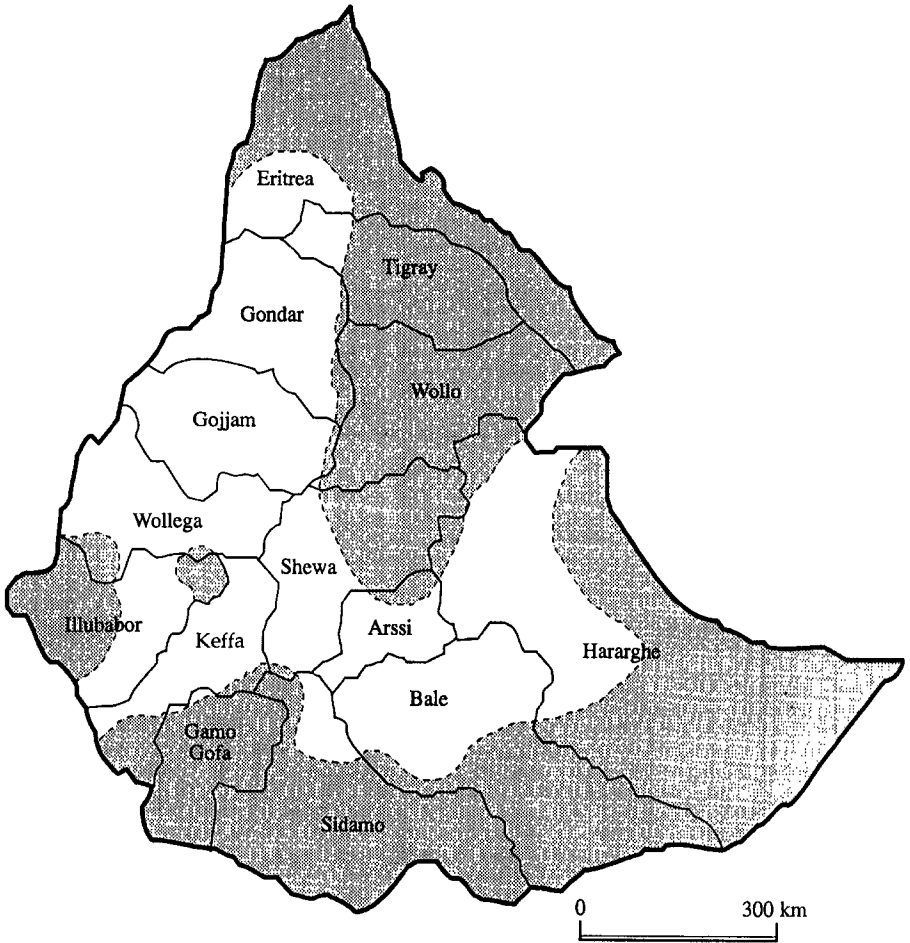 Eritrea
Tigray
Gondar
Wollo
Gojjam
Wollega
Shewa
Illubabor
Arssi
Keffa
Hararghe
Bale
Gamo
Gofa
Sidamo
0 300 km